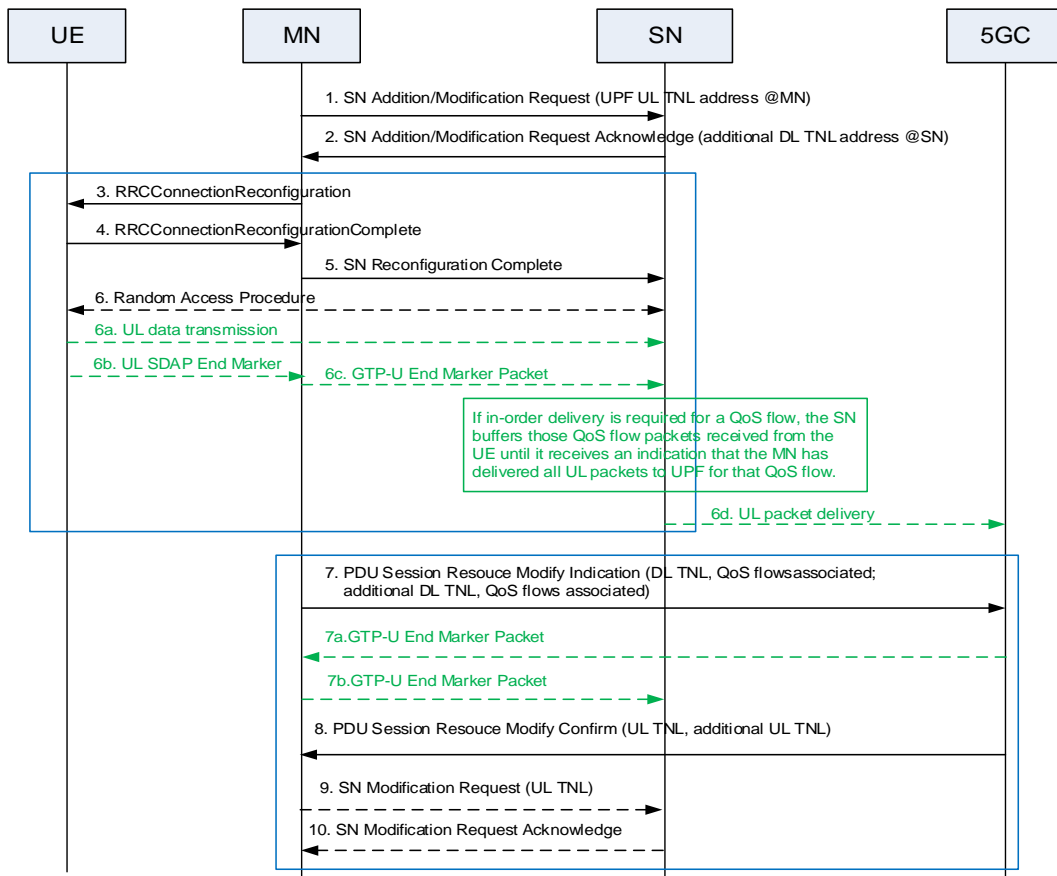 UE
MN
SN
5GC
1. SN Addition/Modification Request (UPF UL TNL address @MN)
2. SN Addition/Modification Request Acknowledge (additional DL TNL address @SN)
3. RRCConnectionReconfiguration
4. RRCConnectionReconfigurationComplete
5. SN Reconfiguration Complete
6. Random Access Procedure
6a. UL data transmission
6b. UL SDAP End Marker
6c. GTP-U End Marker Packet
If in-order delivery is required for a QoS flow, the SN
buffers those QoS flow packets received from the
UE until it receives an indication that the MN has
delivered all UL packets to UPF for that QoS flow.
6d. UL packet delivery
7. PDU Session Resouce Modify Indication (DL TNL, QoS flowsassociated;
additional DL TNL, QoS flows associated)
7a.GTP-U End Marker Packet
7b.GTP-U End Marker Packet
8. PDU Session Resouce Modify Confirm (UL TNL, additional UL TNL)
9. SN Modification Request (UL TNL)
10. SN Modification Request Acknowledge